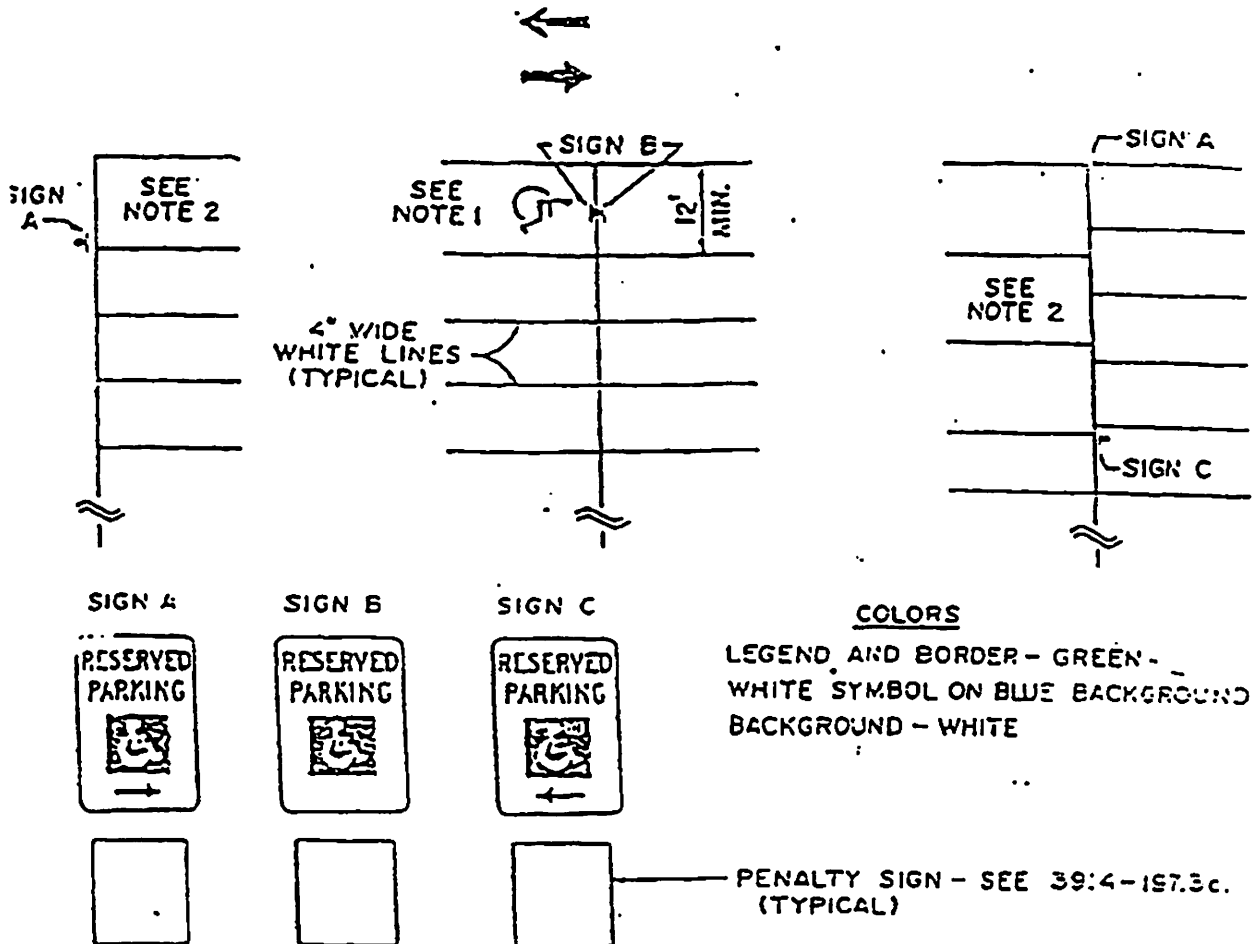 SIGN B
SIGN A
SIGN
A
SEE
NOTE 2
SEE
NOTE 1
12'
MIN.
SEE
NOTE 2
4" WIDE
WHITE LINES
(TYPICAL)
SIGN C
SIGN A
SIGN B
SIGN C
RESERVED
PARKING
RESERVED
PARKING
RESERVED
PARKING
COLORS
LEGEND AND BORDER - GREEN -
WHITE SYMBOL ON BLUE BACKGROUND
BACKGROUND - WHITE
PENALTY SIGN - SEE 39:4-197.3c.
(TYPICAL)